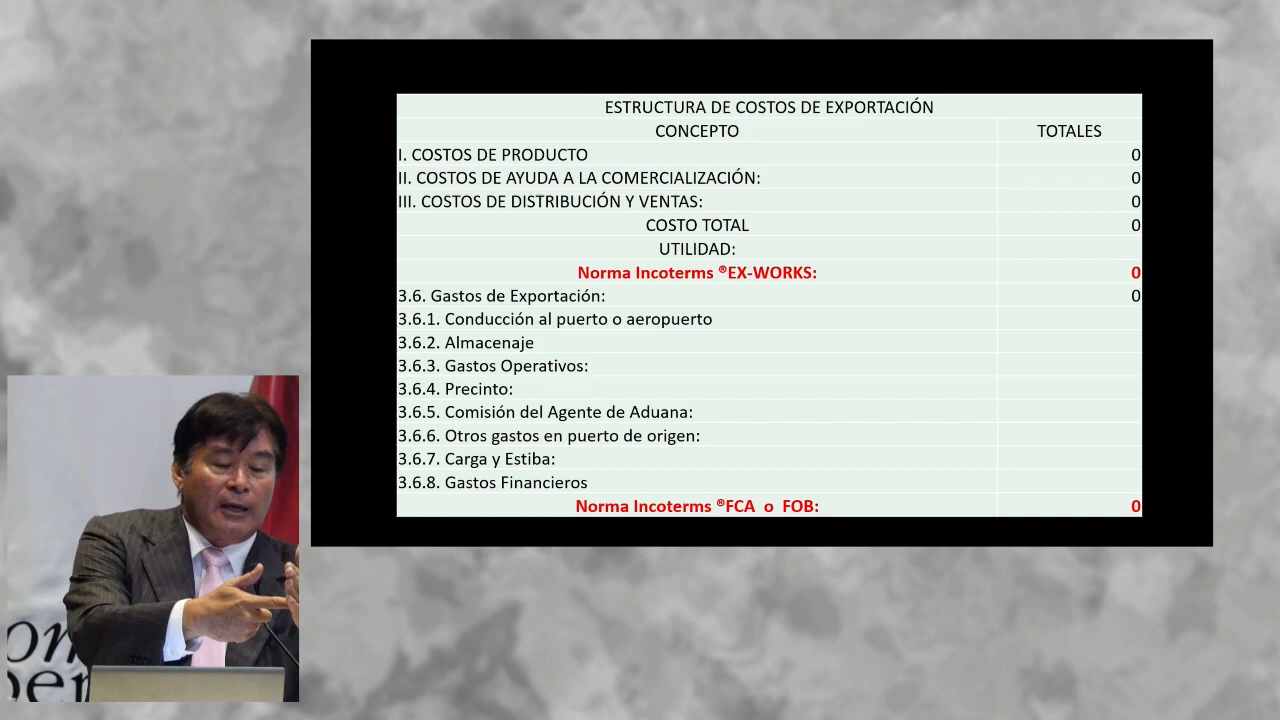 ESTRUCTURA DE COSTOS DE EXPORTACIÓN
CONCEPTO TOTALES
I. COSTOS DE PRODUCTO 0
II. COSTOS DE AYUDA A LA COMERCIALIZACIÓN: 0
III. COSTOS DE DISTRIBUCIÓN Y VENTAS: 0
COSTO TOTAL 0
UTILIDAD:
Norma Incoterms ®EX-WORKS: 0
3.6. Gastos de Exportación: 0
3.6.1. Conducción al puerto o aeropuerto
3.6.2. Almacenaje
3.6.3. Gastos Operativos:
3.6.4. Precinto:
3.6.5. Comisión del Agente de Aduana:
3.6.6. Otros gastos en puerto de origen:
3.6.7. Carga y Estiba:
3.6.8. Gastos Financieros
Norma Incoterms ®FCA o FOB: 0